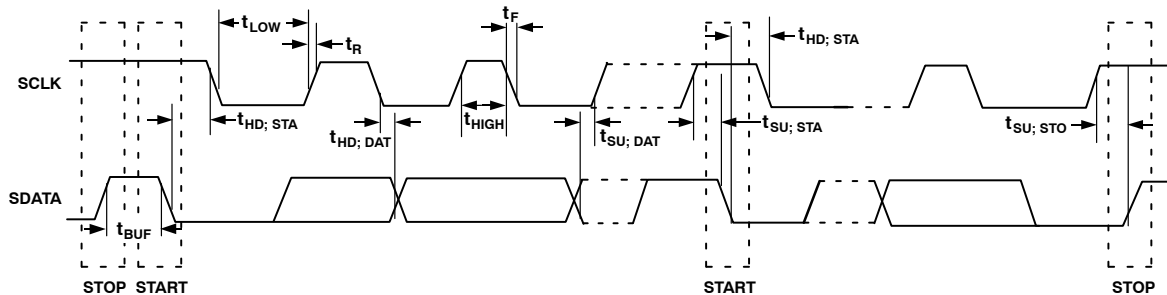 tLOW
tR
tF
tHD; STA
SCLK
tHD; STA
tHD; DAT
tHIGH
tSU; DAT
tSU; STA
tSU; STO
SDATA
tBUF
STOP START START STOP